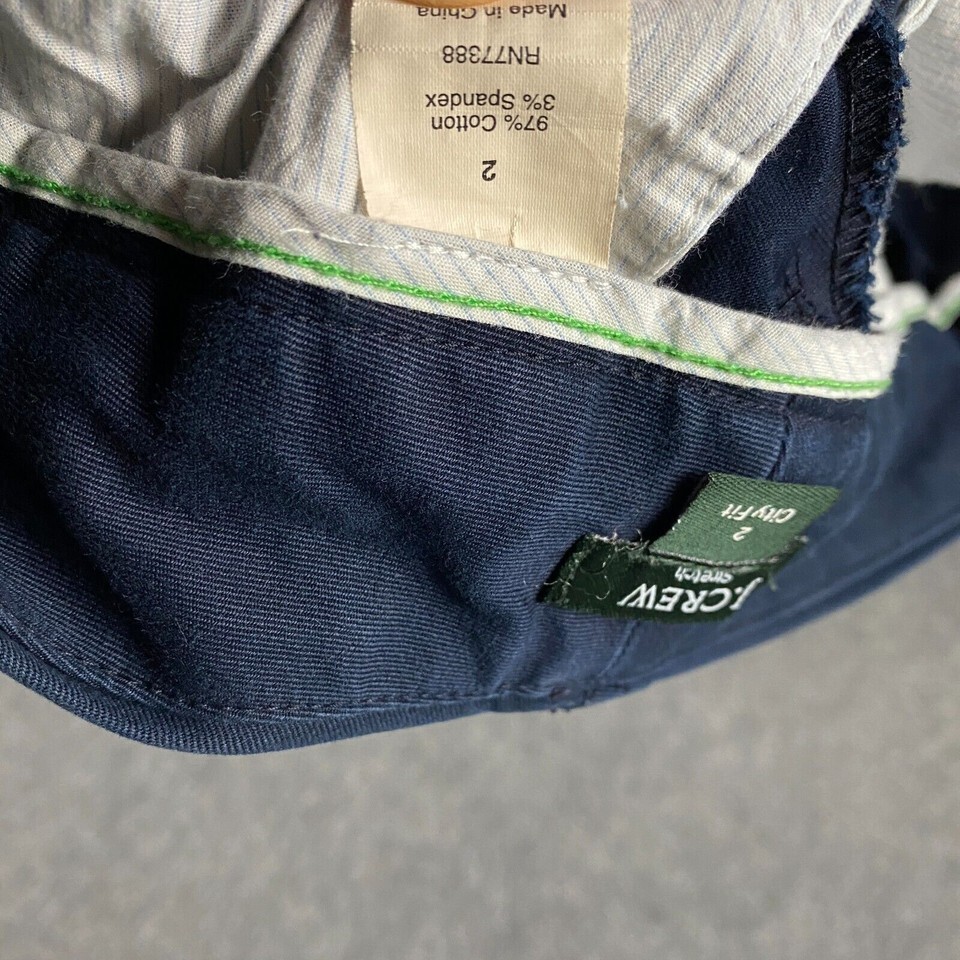 2
97% Cotton
3% Spandex
RN77388
Made in China
J.CREW
Stretch
2
City Fit